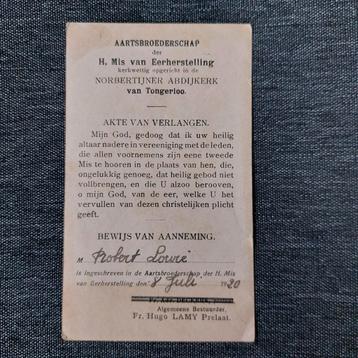 AARTSBROEDERSCHAP
der
H. Mis van Eerherstelling
kerkwettig opgericht in de
NORBERTIJNER ABDIJKERK
van Tongerloo.
AKTE VAN VERLANGEN.
Mijn God, gedoog dat ik uw heilig
altaar nadere in vereeniging met de leden,
die allen voornemens zijn eene tweede
Mis te hooren in de plaats van hen, die,
ongelukkig genoeg, dat heilig gebod niet
volbrengen, en die U alzoo berooven,
o mijn God, van de eer, welke U het
vervullen van dezen christelijken plicht
geeft.
BEWIJS VAN AANNEMING.
M Robert Lowie
is ingeschreven in de Aartsbroederschap der H. Mis
van Eerherstelling den 8 Juli 1920
Algemeene Bestuurder,
Fr. Hugo LAMY Prelaat.